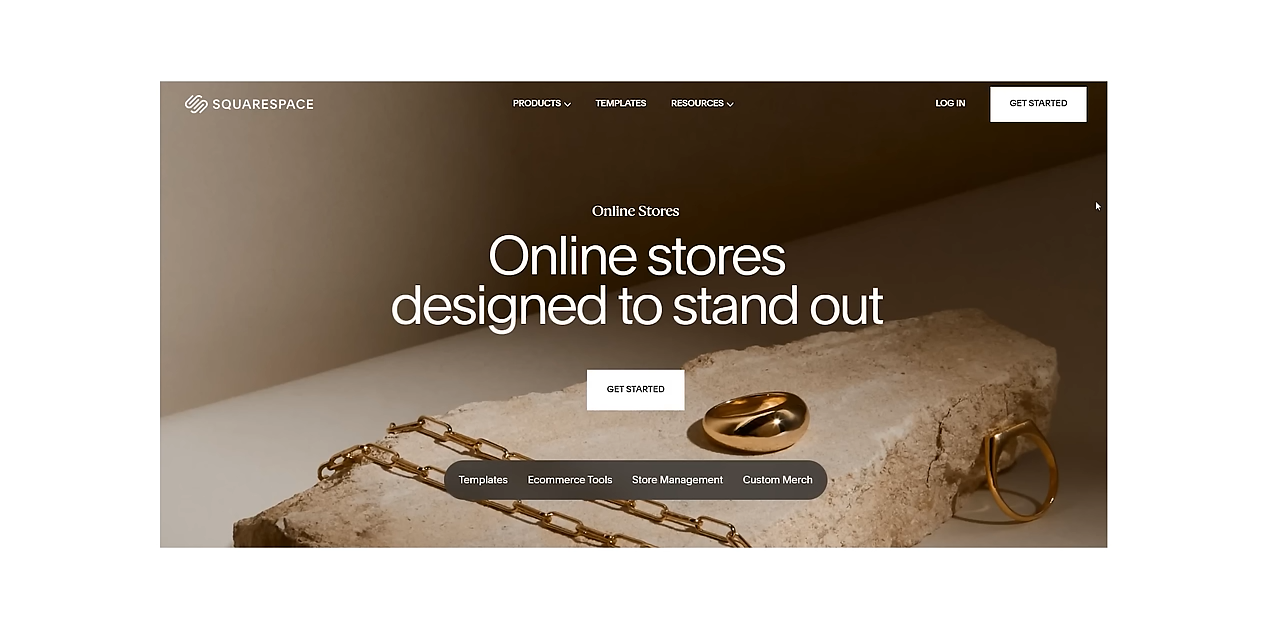 SQUARESPACE
PRODUCTS
TEMPLATES
RESOURCES
LOG IN
GET STARTED
Online Stores
Online stores
designed to stand out
GET STARTED
Templates
Ecommerce Tools
Store Management
Custom Merch